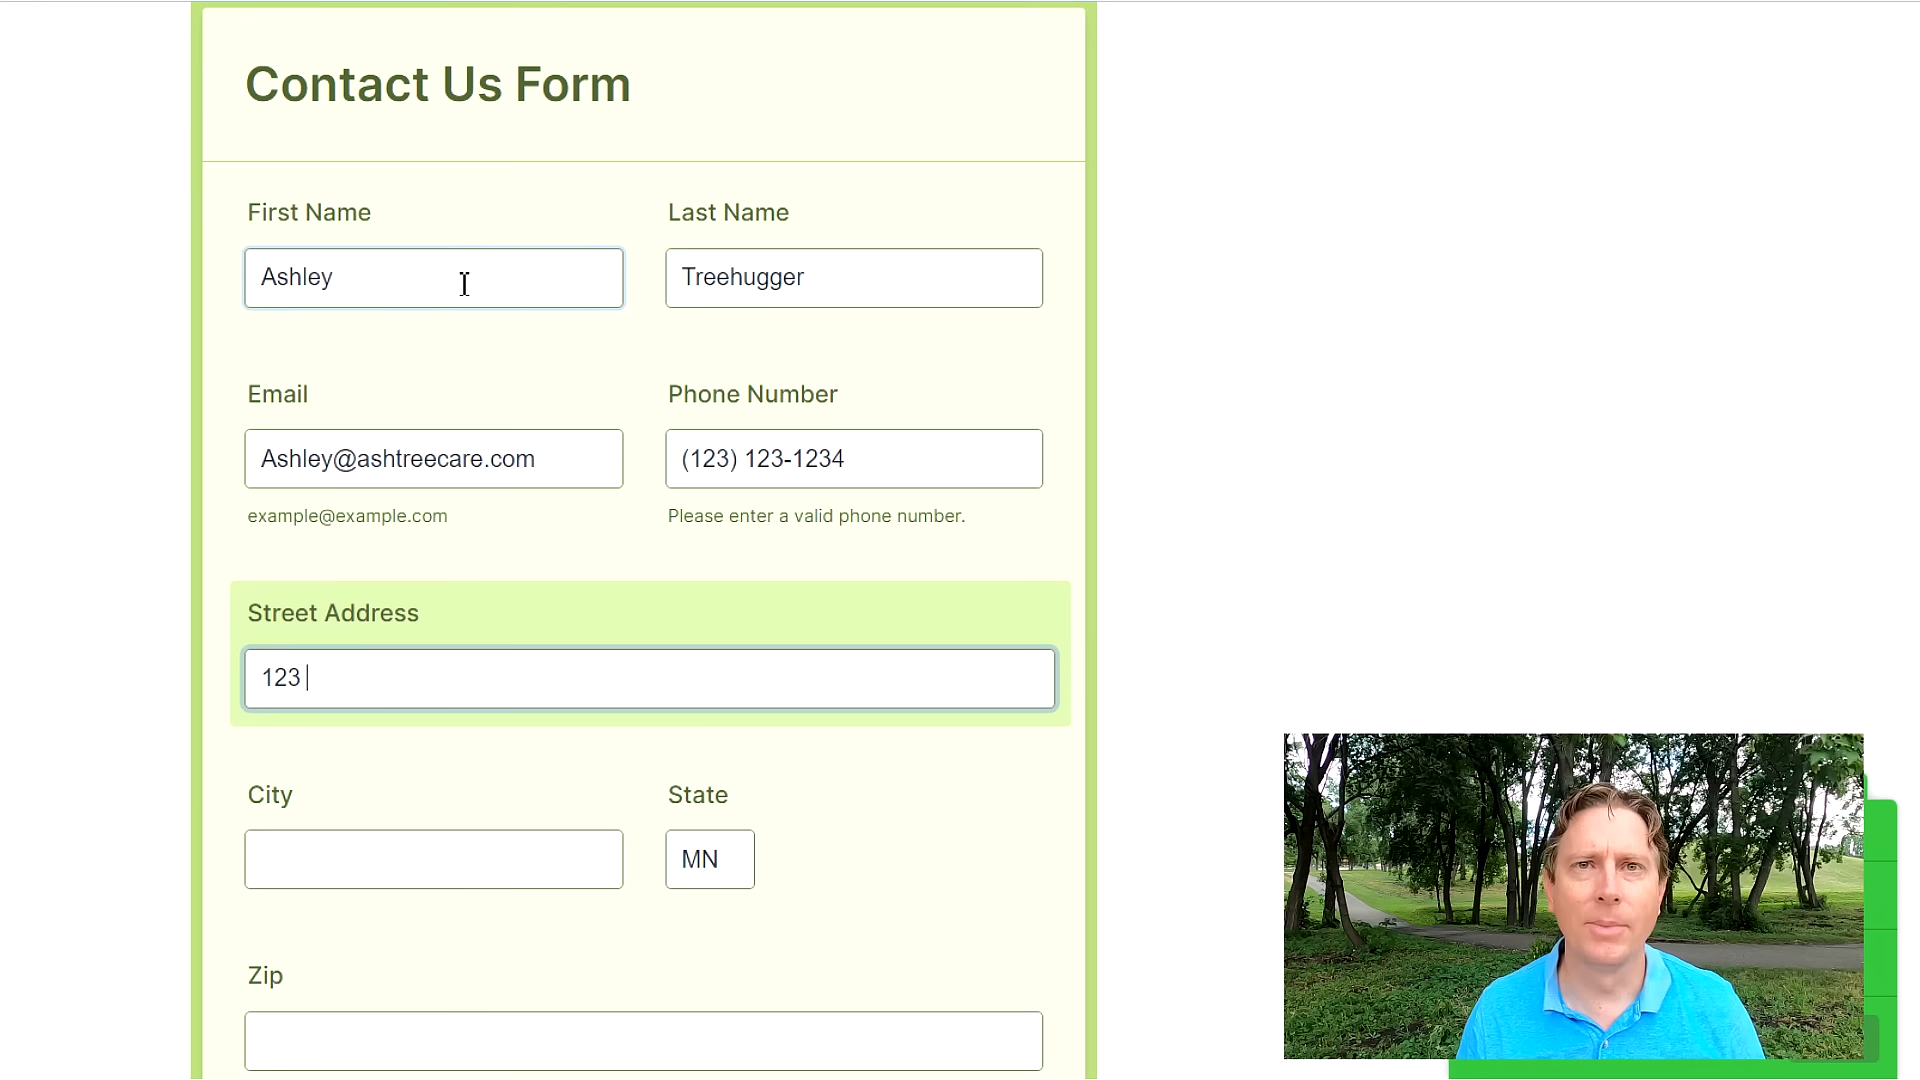 Contact Us Form
First Name Last Name
Ashley Treehugger
Email Phone Number
Ashley@ashtreecare.com (123) 123-1234
example@example.com Please enter a valid phone number.
Street Address
123
City State
MN
Zip